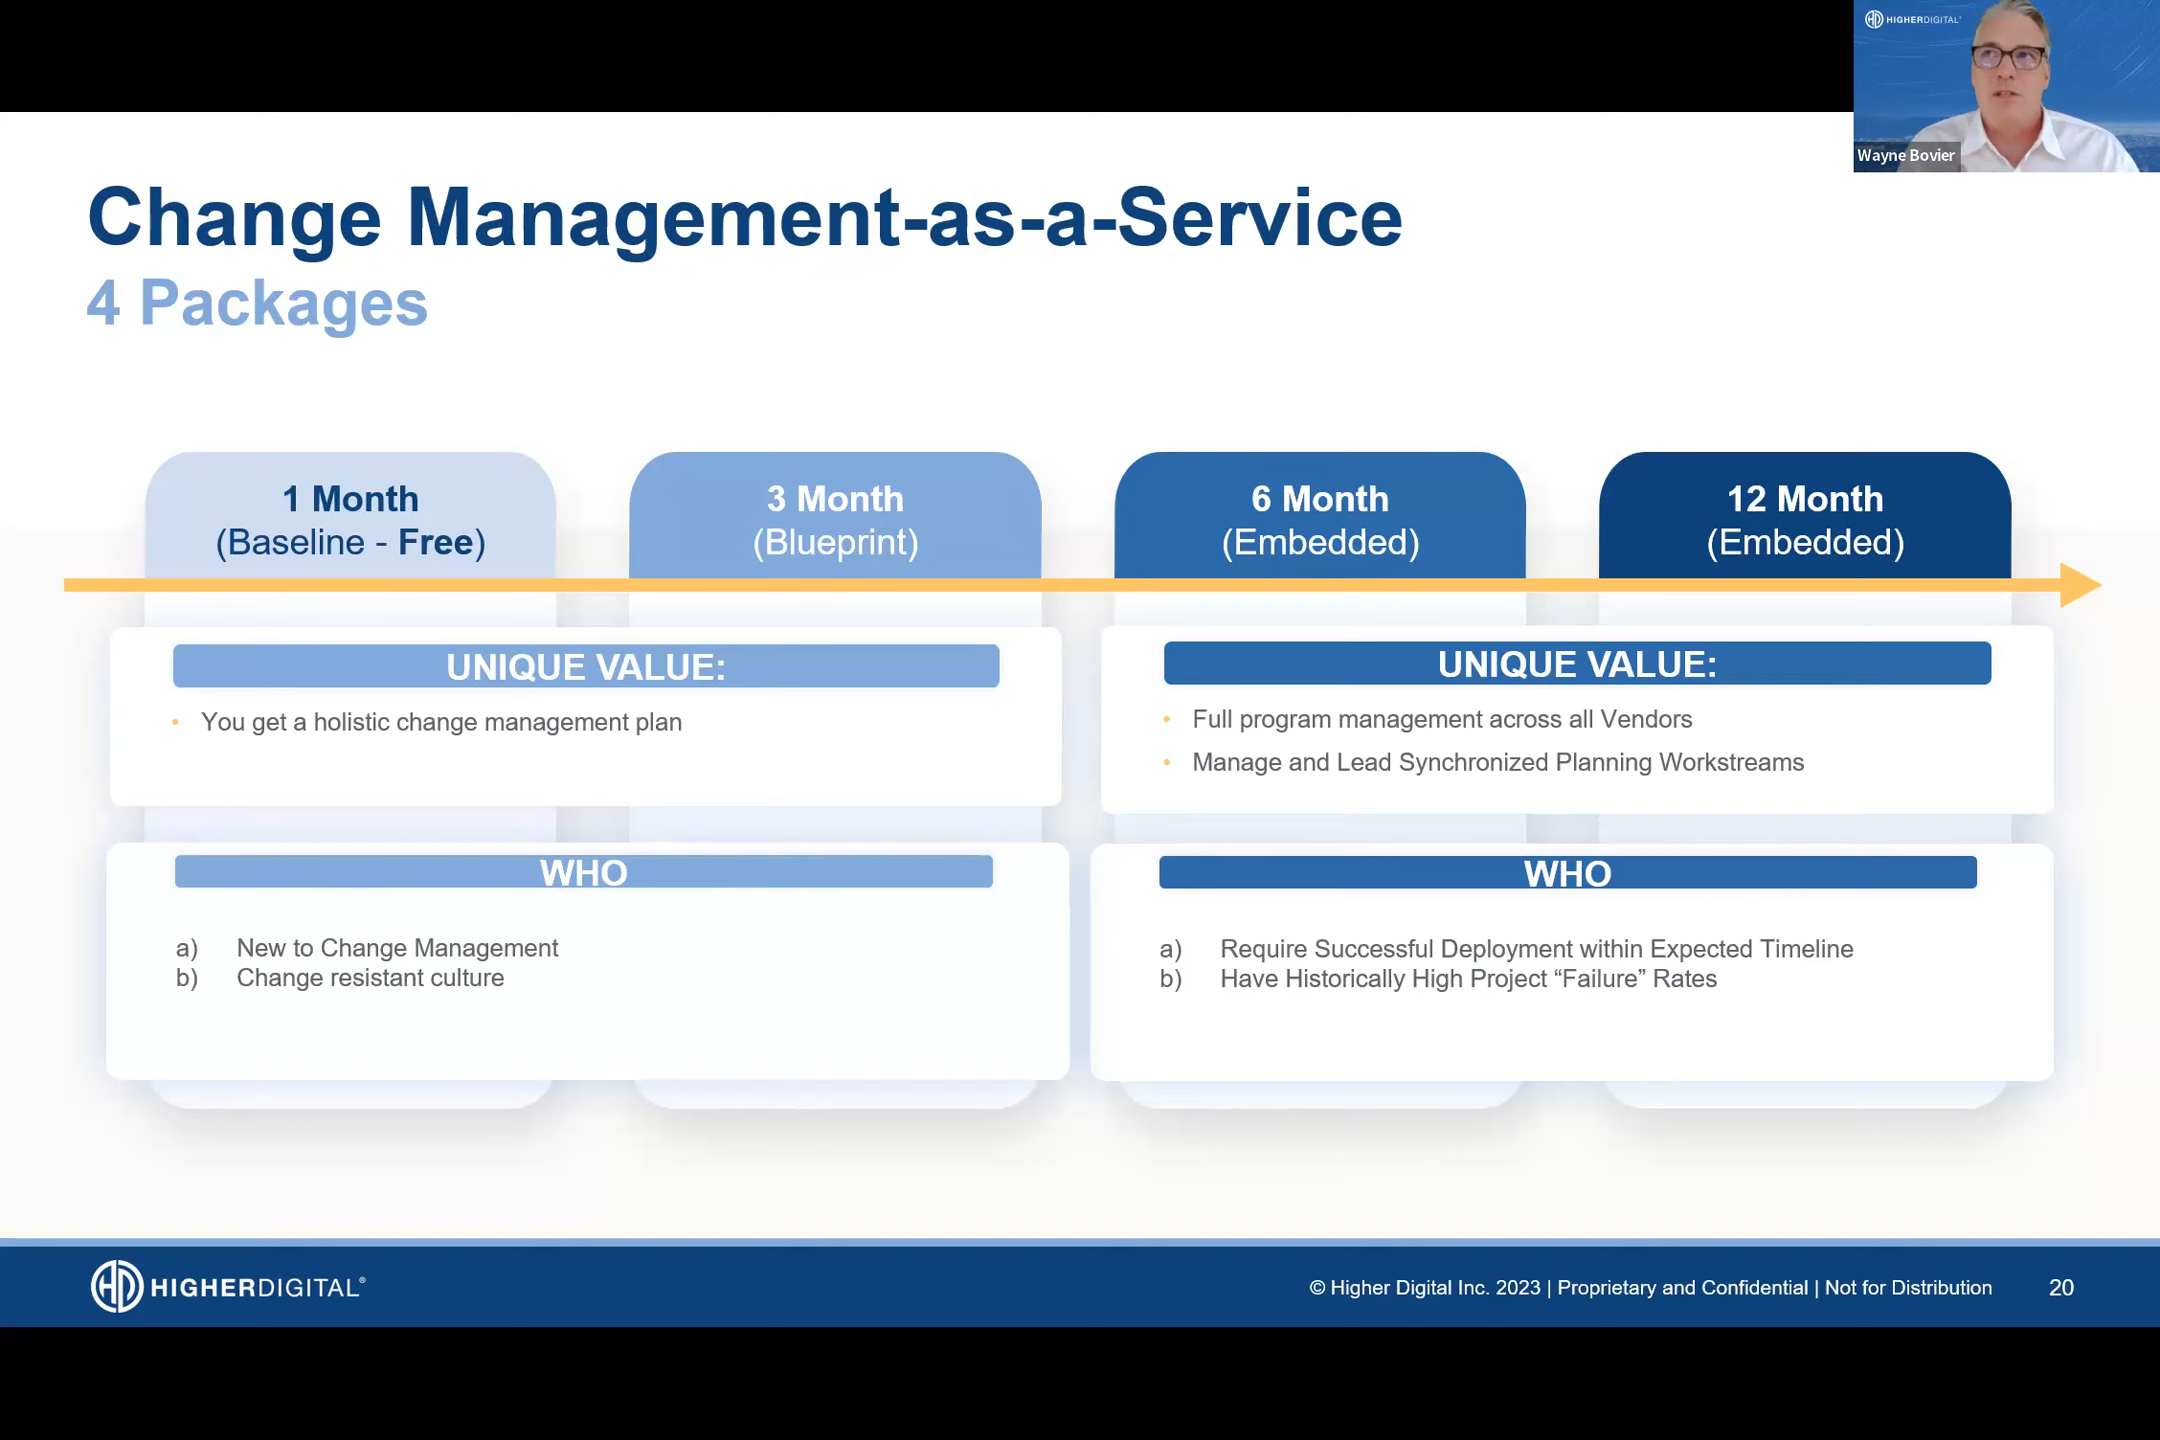 HIGHERDIGITAL
Wayne Bovier
Change Management-as-a-Service
4 Packages
1 Month
(Baseline - Free)
3 Month
(Blueprint)
6 Month
(Embedded)
12 Month
(Embedded)
UNIQUE VALUE:
• You get a holistic change management plan
UNIQUE VALUE:
• Full program management across all Vendors
• Manage and Lead Synchronized Planning Workstreams
WHO
a) New to Change Management
b) Change resistant culture
WHO
a) Require Successful Deployment within Expected Timeline
b) Have Historically High Project “Failure” Rates
HD HIGHERDIGITAL®
© Higher Digital Inc. 2023 | Proprietary and Confidential | Not for Distribution 20